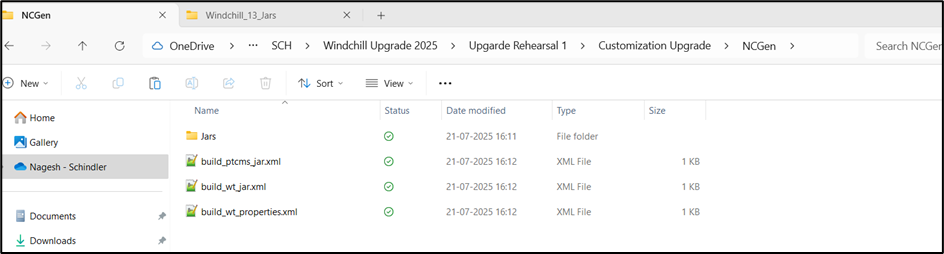 NCGen
Windchill_13_Jars
OneDrive SCH Windchill Upgrade 2025 Upgarde Rehearsal 1 Customization Upgrade NCGen Search NCGer
New Sort View
Name Status Date modified Type Size
Home
Gallery
Nagesh - Schindler
Documents
Downloads
Jars 21-07-2025 16:11 File folder
build_ptcms_jar.xml 21-07-2025 16:12 XML File 1 KB
build_wt_jar.xml 21-07-2025 16:12 XML File 1 KB
build_wt_properties.xml 21-07-2025 16:12 XML File 1 KB